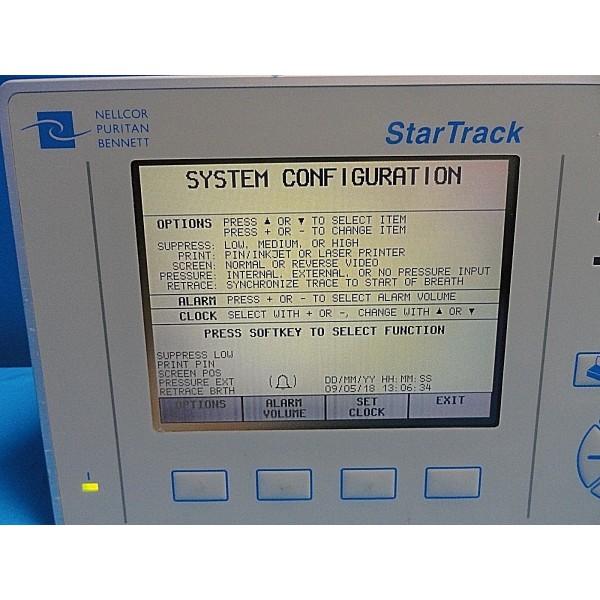 NELLCOR
PURITAN
BENNETT
StarTrack
SYSTEM CONFIGURATION
OPTIONS PRESS ▲ OR ▼ TO SELECT ITEM
PRESS + OR - TO CHANGE ITEM
SUPPRESS: LOW, MEDIUM, OR HIGH
PRINT: PIN/INKJET OR LASER PRINTER
SCREEN: NORMAL OR REVERSE VIDEO
PRESSURE: INTERNAL, EXTERNAL, OR NO PRESSURE INPUT
RETRACE: SYNCHRONIZE TRACE TO START OF BREATH
ALARM PRESS + OR - TO SELECT ALARM VOLUME
CLOCK SELECT WITH + OR -, CHANGE WITH ▲ OR ▼
PRESS SOFTKEY TO SELECT FUNCTION
SUPPRESS LOW
PRINT PIN
SCREEN POS
PRESSURE EXT DD/MM/YY HH:MM:SS
RETRACE BRTH 09/05/18 13:06:34
OPTIONS ALARM VOLUME SET CLOCK EXIT